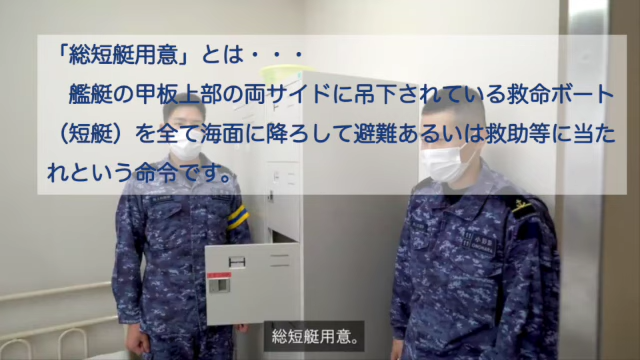 「総短艇用意」とは・・・
艦艇の甲板上部の両サイドに吊下されている救命ボート
（短艇）を全て海面に降ろして避難あるいは救助等に当た
れという命令です。
総短艇用意。